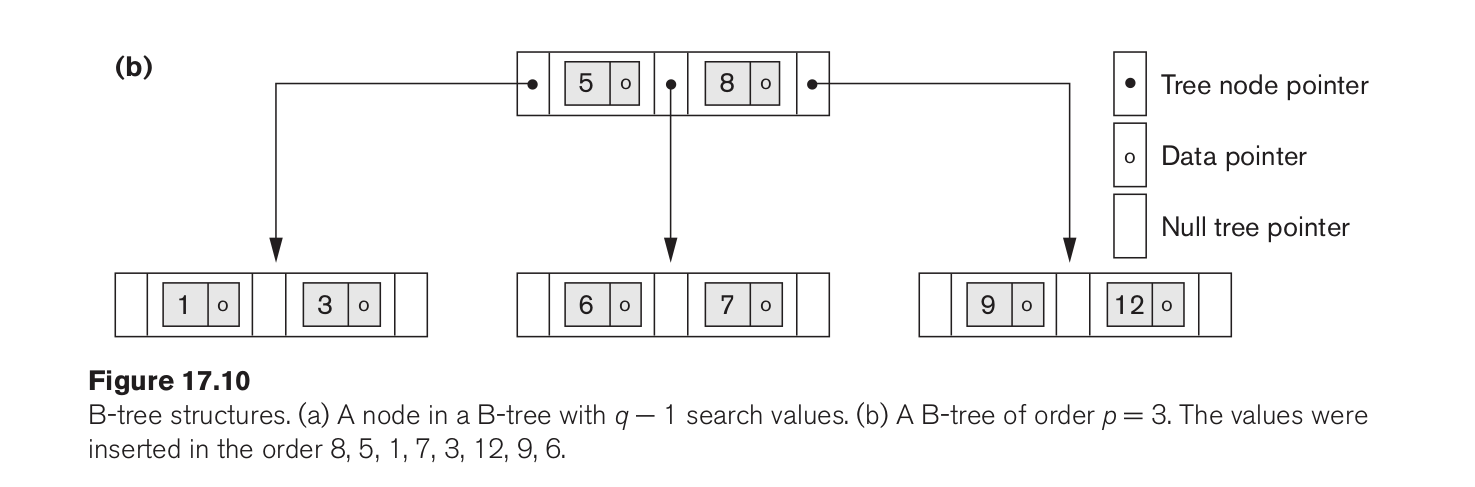 (b)
5 o 8 o
Tree node pointer
o Data pointer
Null tree pointer
1 o 3 o
6 o 7 o
9 o 12 o
Figure 17.10
B-tree structures. (a) A node in a B-tree with q − 1 search values. (b) A B-tree of order p = 3. The values were
inserted in the order 8, 5, 1, 7, 3, 12, 9, 6.